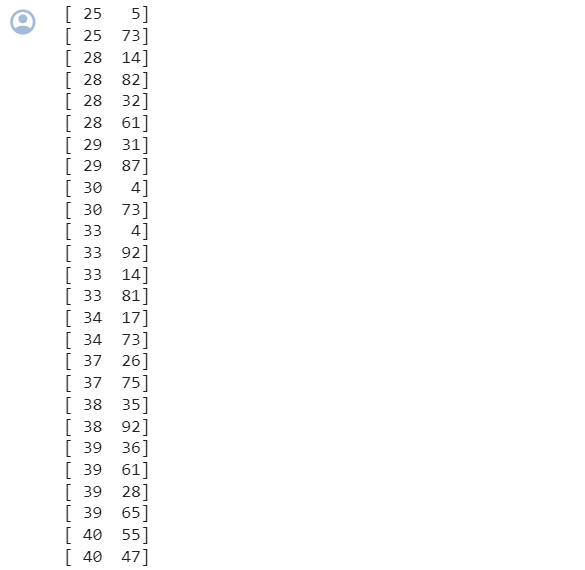 [ 25   5]
[ 25  73]
[ 28  14]
[ 28  82]
[ 28  32]
[ 28  61]
[ 29  31]
[ 29  87]
[ 30   4]
[ 30  73]
[ 33   4]
[ 33  92]
[ 33  14]
[ 33  81]
[ 34  17]
[ 34  73]
[ 37  26]
[ 37  75]
[ 38  35]
[ 38  92]
[ 39  36]
[ 39  61]
[ 39  28]
[ 39  65]
[ 40  55]
[ 40  47]